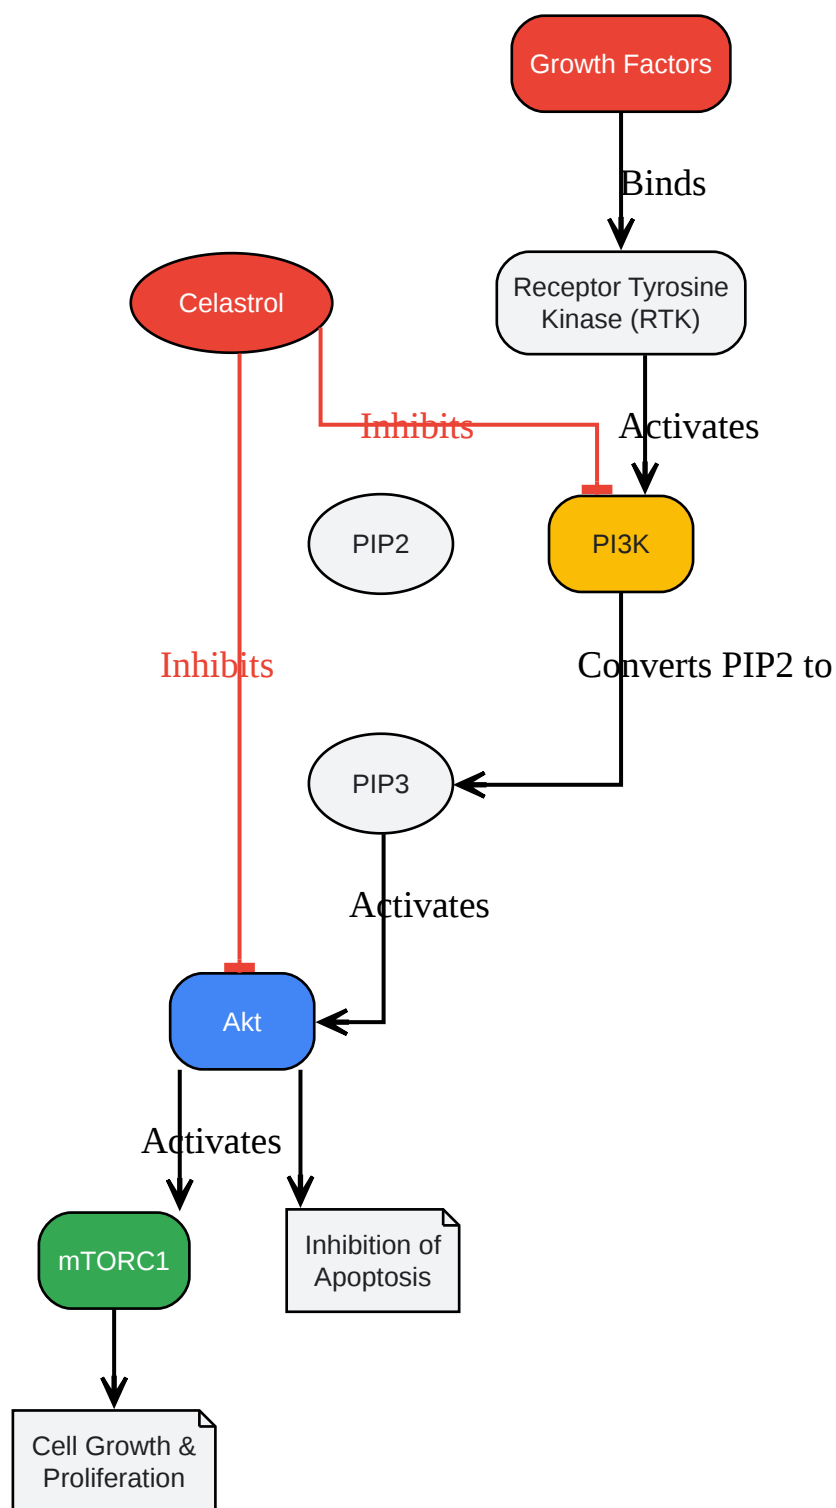 Growth Factors
Binds
Celastrol
Receptor Tyrosine
Kinase (RTK)
Inhibits
Activates
PIP2
PI3K
Inhibits
Converts PIP2 to
PIP3
Activates
Akt
Activates
mTORC1
Inhibition of
Apoptosis
Cell Growth &
Proliferation